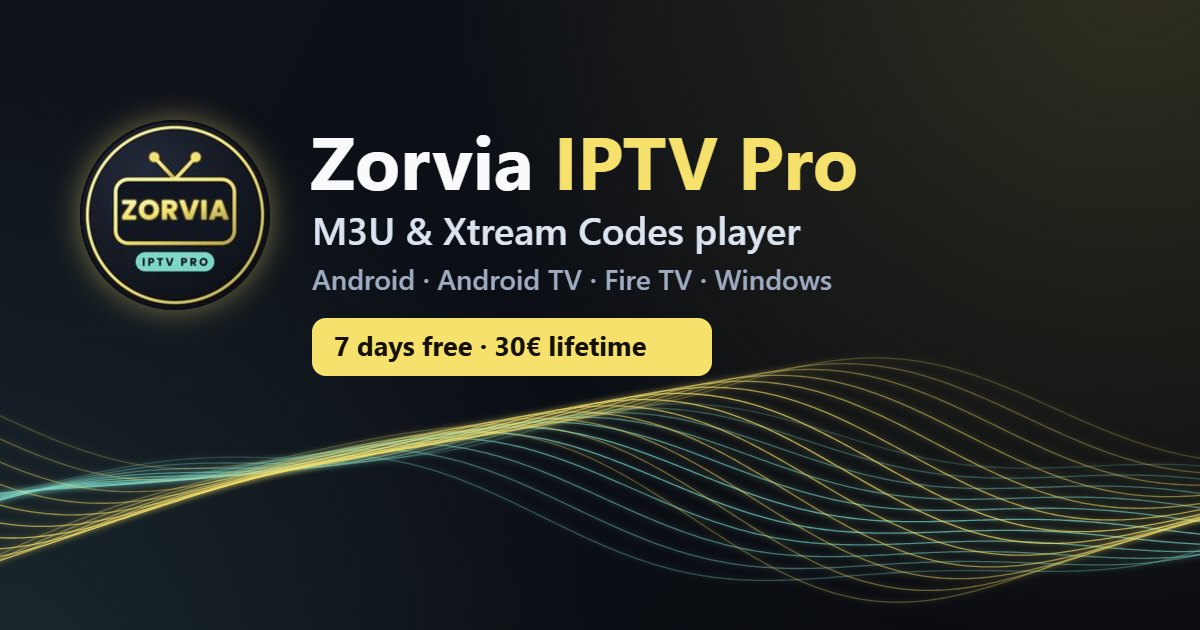 ZORVIA
IPTV PRO
Zorvia IPTV Pro
M3U & Xtream Codes player
Android · Android TV · Fire TV · Windows
7 days free · 30€ lifetime